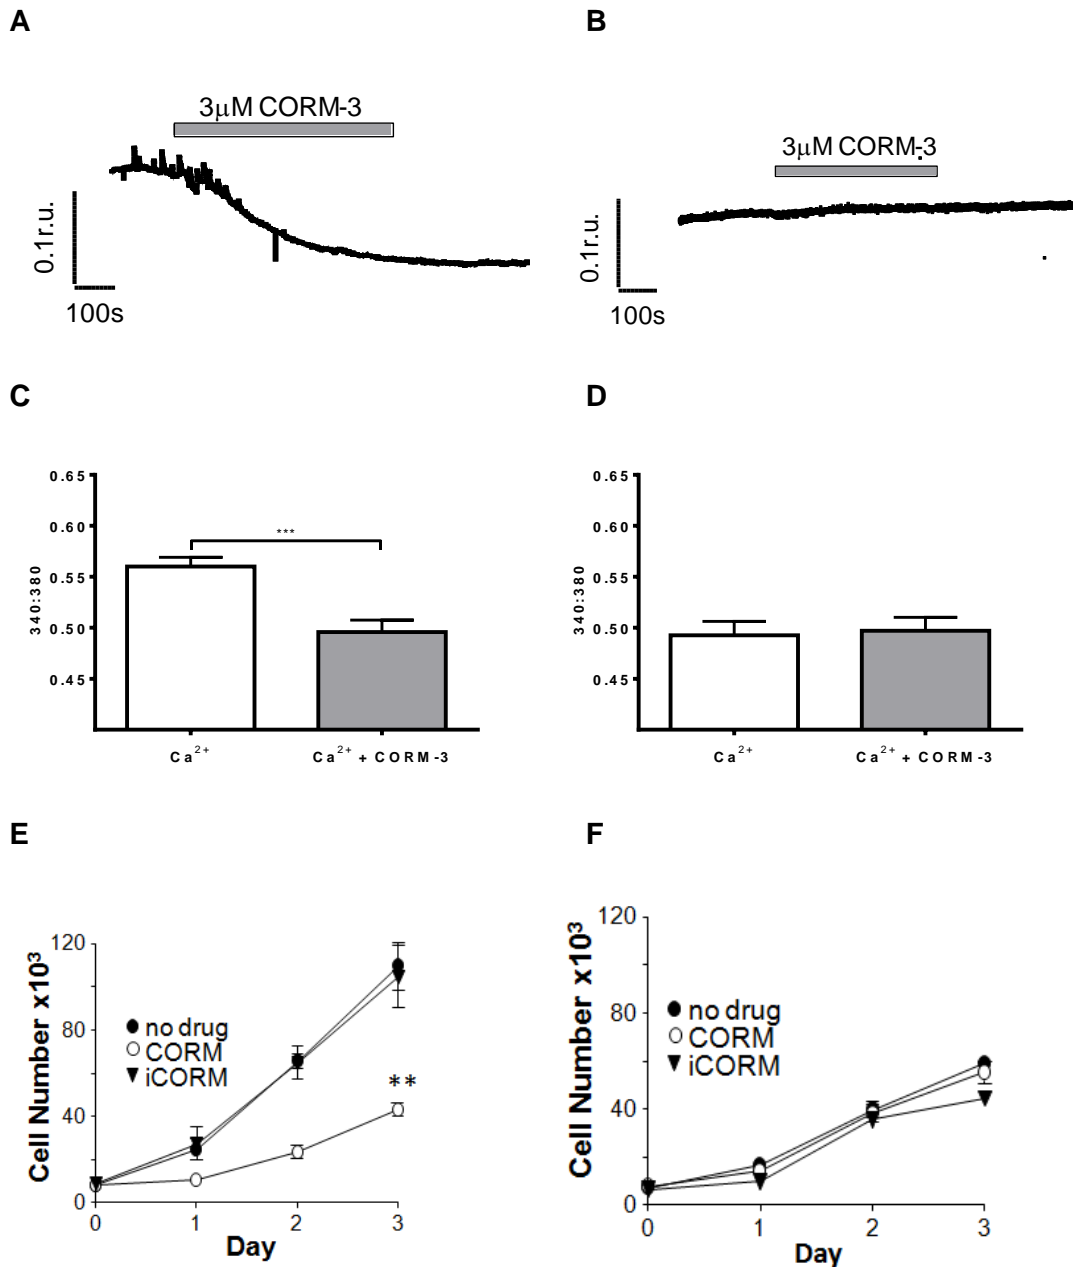 A
B
3μM CORM-3
3μM CORM-3
0.1r.u.
100s
0.1r.u.
100s
C
D
0.65
0.60
0.55
0.50
0.45
340:380
***
Ca2+
Ca2+ + CORM-3
0.65
0.60
0.55
0.50
0.45
340:380
Ca2+
Ca2+ + CORM-3
E
F
120
80
40
0
Cell Number x10³
no drug
CORM
iCORM
**
0 1 2 3
Day
120
80
40
0
Cell Number x10³
no drug
CORM
iCORM
0 1 2 3
Day